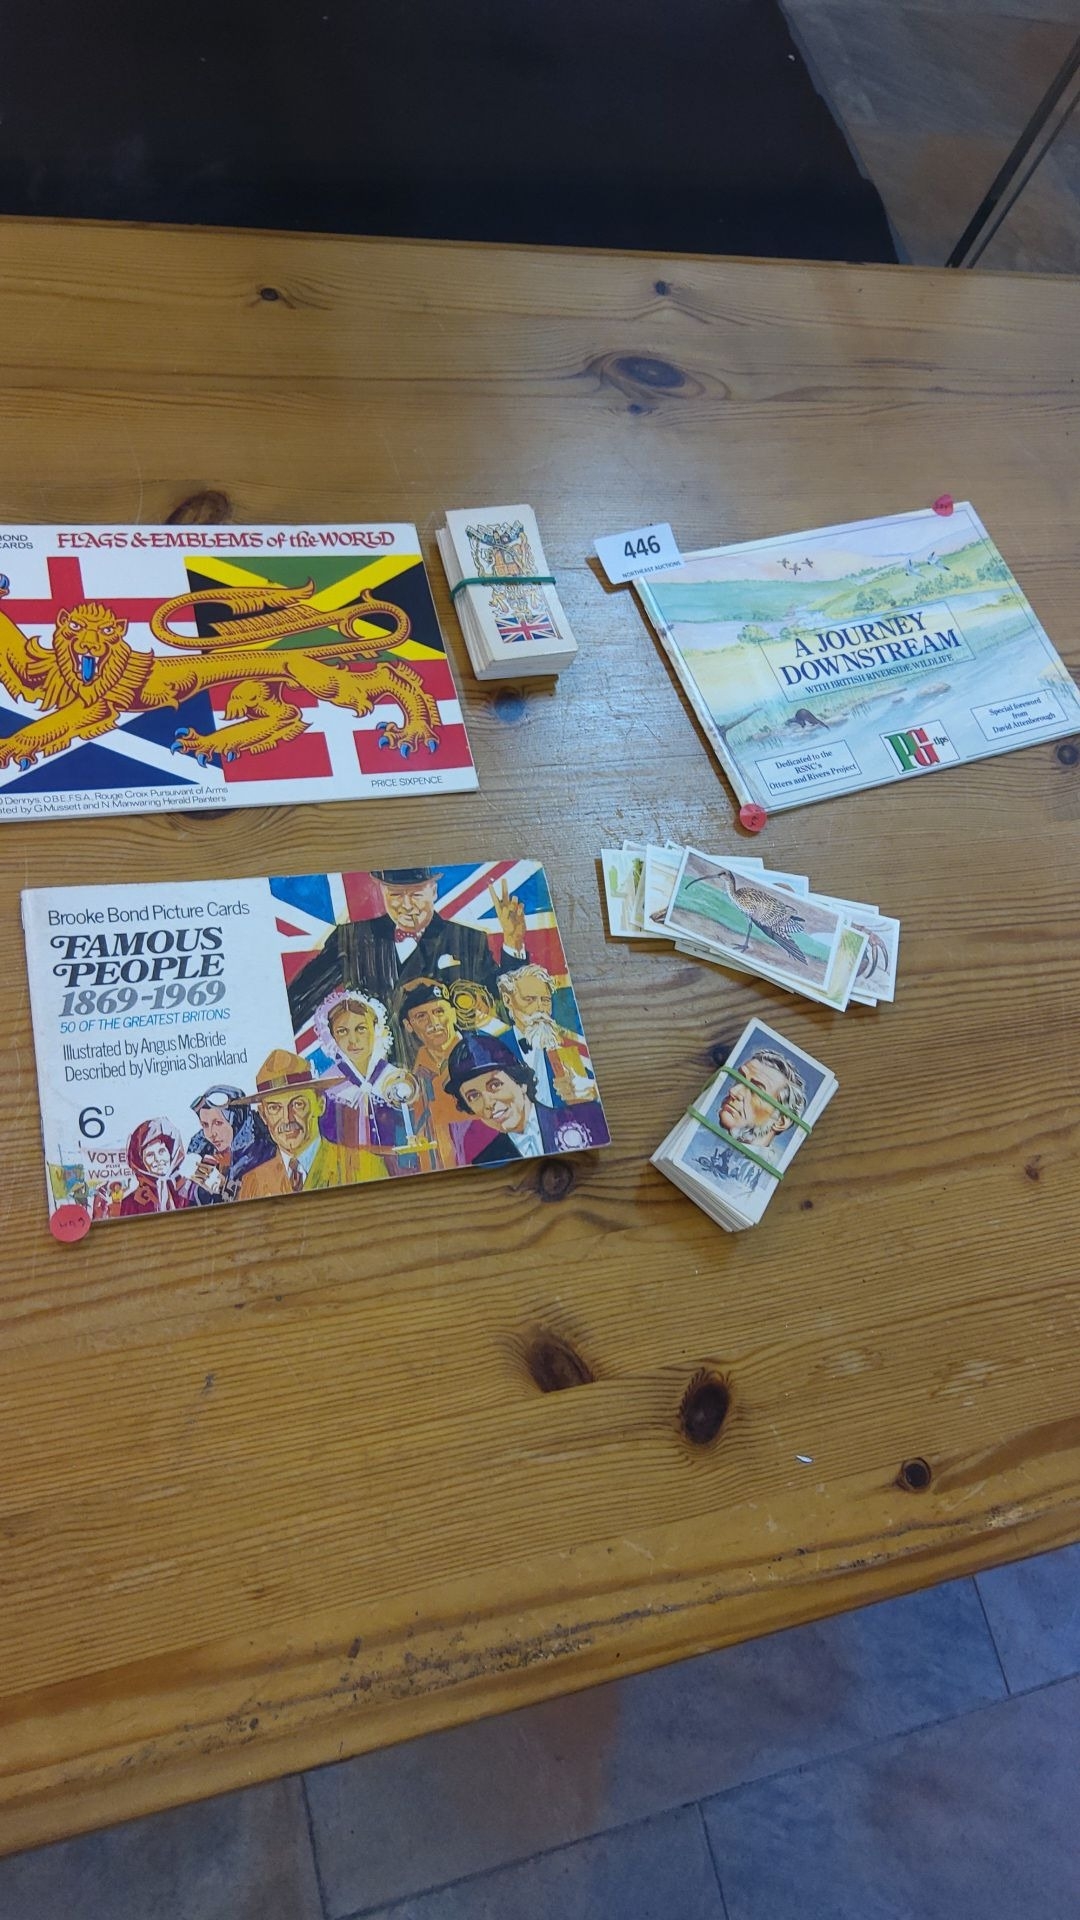 BOND
CARDS
FLAGS & EMBLEMS of the WORLD
PRICE SIXPENCE
Dennys, O.B.E. F.S.A., Rouge Croix Pursuivant of Arms
ated by G.Mussett and N. Manwaring Herald Painters
446
NORTHEAST AUCTIONS
A JOURNEY
DOWNSTREAM
WITH BRITISH RIVERSIDE WILDLIFE
Dedicated to the
RSNC's
Otters and Rivers Project
PG tips
Special foreword
from
David Attenborough
Brooke Bond Picture Cards
FAMOUS
PEOPLE
1869-1969
50 OF THE GREATEST BRITONS
Illustrated by Angus McBride
Described by Virginia Shankland
6D
VOTE
FOR
WOME